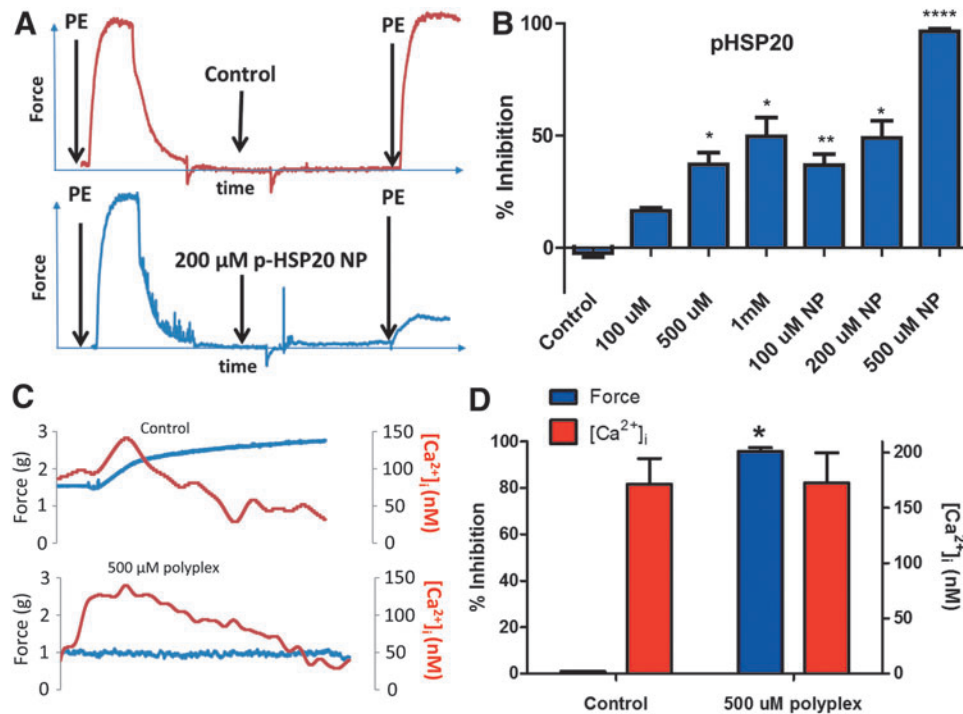 A
PE
Control
PE
Force
time
PE
200 µM p-HSP20 NP
PE
Force
time
B
pHSP20
% Inhibition
100
50
0
*
*
**
*
****
Control
100 uM
500 uM
1mM
100 uM NP
200 uM NP
500 uM NP
C
Control
Force (g)
3
2
1
0
150
100
50
0
[Ca2+]i (nM)
500 µM polyplex
Force (g)
3
2
1
0
150
100
50
0
[Ca2+]i (nM)
D
Force
[Ca2+]i
*
% Inhibition
100
80
60
40
20
0
200
150
100
50
0
[Ca2+]i (nM)
Control
500 uM polyplex